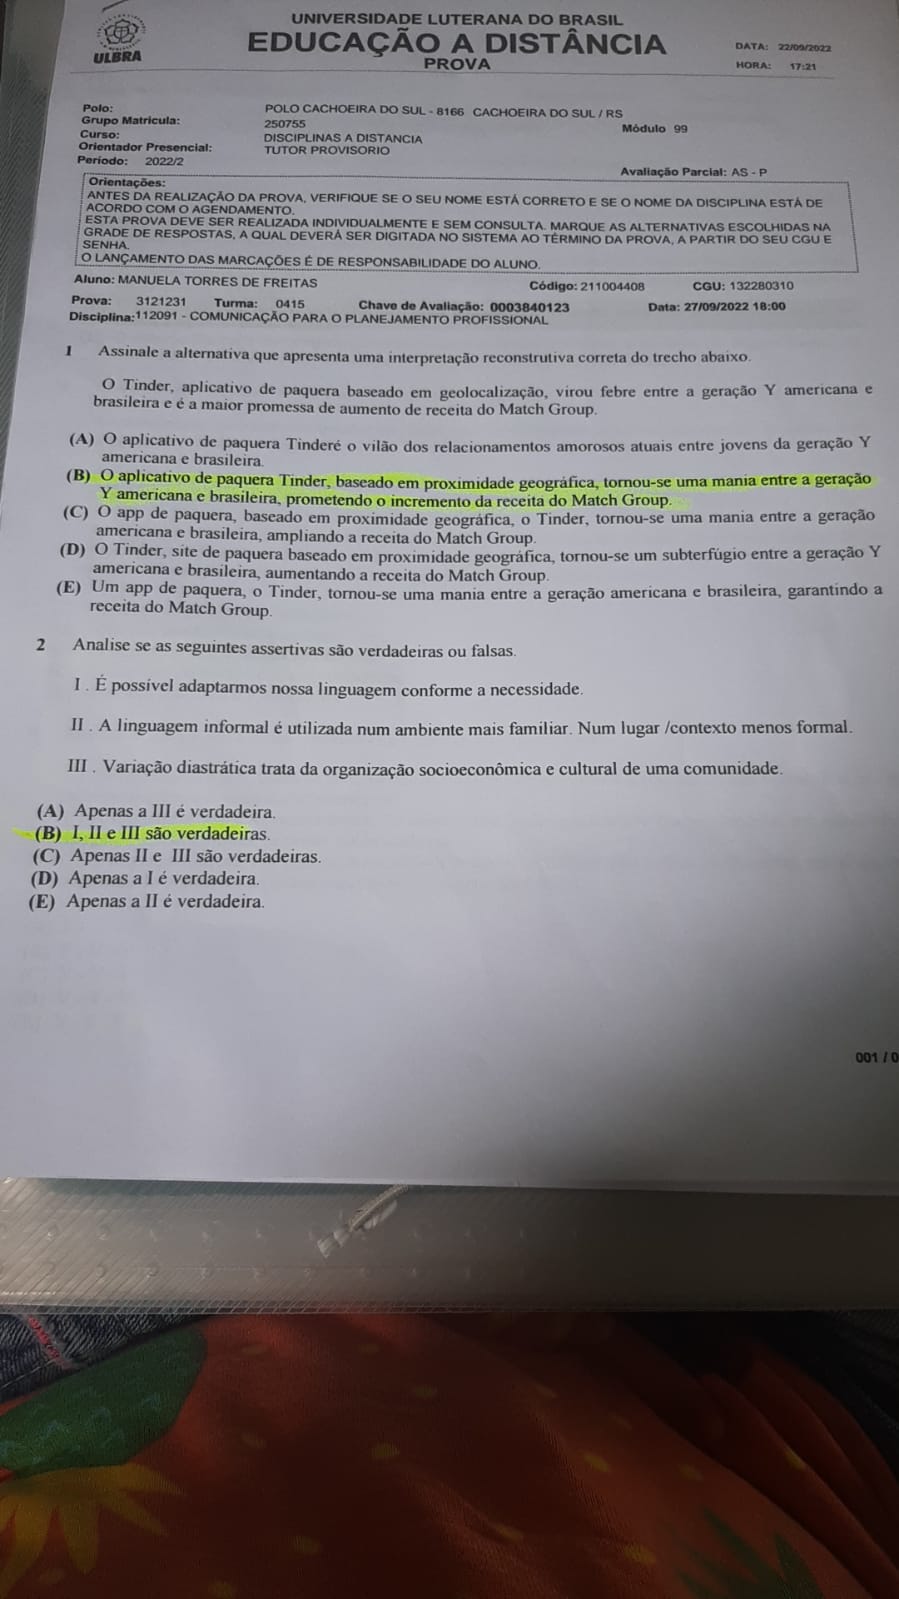 UNIVERSIDADE LUTERANA DO BRASIL
EDUCAÇÃO A DISTÂNCIA
PROVA
ULBRA
DATA: 22/09/2022
HORA: 17:21
Polo: POLO CACHOEIRA DO SUL - 8166 CACHOEIRA DO SUL / RS
Grupo Matricula: 250755 Módulo 99
Curso: DISCIPLINAS A DISTANCIA
Orientador Presencial: TUTOR PROVISORIO
Período: 2022/2 Avaliação Parcial: AS - P
Orientações:
ANTES DA REALIZAÇÃO DA PROVA, VERIFIQUE SE O SEU NOME ESTÁ CORRETO E SE O NOME DA DISCIPLINA ESTÁ DE
ACORDO COM O AGENDAMENTO.
ESTA PROVA DEVE SER REALIZADA INDIVIDUALMENTE E SEM CONSULTA. MARQUE AS ALTERNATIVAS ESCOLHIDAS NA
GRADE DE RESPOSTAS, A QUAL DEVERÁ SER DIGITADA NO SISTEMA AO TÉRMINO DA PROVA, A PARTIR DO SEU CGU E
SENHA.
O LANÇAMENTO DAS MARCAÇÕES É DE RESPONSABILIDADE DO ALUNO.
Aluno: MANUELA TORRES DE FREITAS Código: 211004408 CGU: 132280310
Prova: 3121231 Turma: 0415 Chave de Avaliação: 0003840123 Data: 27/09/2022 18:00
Disciplina:112091 - COMUNICAÇÃO PARA O PLANEJAMENTO PROFISSIONAL
1 Assinale a alternativa que apresenta uma interpretação reconstrutiva correta do trecho abaixo.
O Tinder, aplicativo de paquera baseado em geolocalização, virou febre entre a geração Y americana e
brasileira e é a maior promessa de aumento de receita do Match Group.
(A) O aplicativo de paquera Tinderé o vilão dos relacionamentos amorosos atuais entre jovens da geração Y
americana e brasileira.
(B) O aplicativo de paquera Tinder, baseado em proximidade geográfica, tornou-se uma mania entre a geração
Y americana e brasileira, prometendo o incremento da receita do Match Group.
(C) O app de paquera, baseado em proximidade geográfica, o Tinder, tornou-se uma mania entre a geração
americana e brasileira, ampliando a receita do Match Group.
(D) O Tinder, site de paquera baseado em proximidade geográfica, tornou-se um subterfúgio entre a geração Y
americana e brasileira, aumentando a receita do Match Group.
(E) Um app de paquera, o Tinder, tornou-se uma mania entre a geração americana e brasileira, garantindo a
receita do Match Group.
2 Analise se as seguintes assertivas são verdadeiras ou falsas.
I . É possível adaptarmos nossa linguagem conforme a necessidade.
II . A linguagem informal é utilizada num ambiente mais familiar. Num lugar /contexto menos formal.
III . Variação diastrática trata da organização socioeconômica e cultural de uma comunidade.
(A) Apenas a III é verdadeira.
(B) I, II e III são verdadeiras.
(C) Apenas II e III são verdadeiras.
(D) Apenas a I é verdadeira.
(E) Apenas a II é verdadeira.
001 / 0